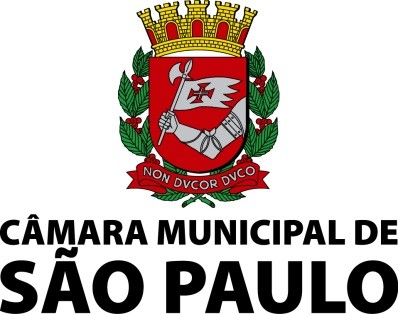 NON DVCOR DVCO
CÂMARA MUNICIPAL DE
SÃO PAULO